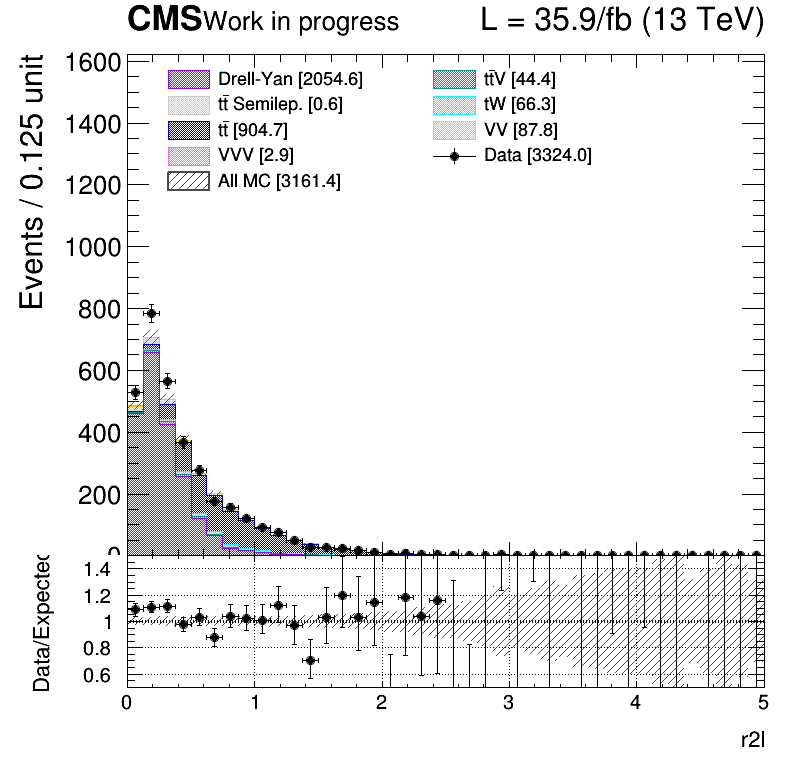 CMS Work in progress L = 35.9/fb (13 TeV)
Events / 0.125 unit
1600
1400
1200
1000
800
600
400
200
0
Drell-Yan [2054.6]
tt̄ Semilep. [0.6]
tt̄ [904.7]
VVV [2.9]
All MC [3161.4]
tt̄V [44.4]
tW [66.3]
VV [87.8]
Data [3324.0]
Data/Expected
1.4
1.2
1
0.8
0.6
0 1 2 3 4 5
r2l